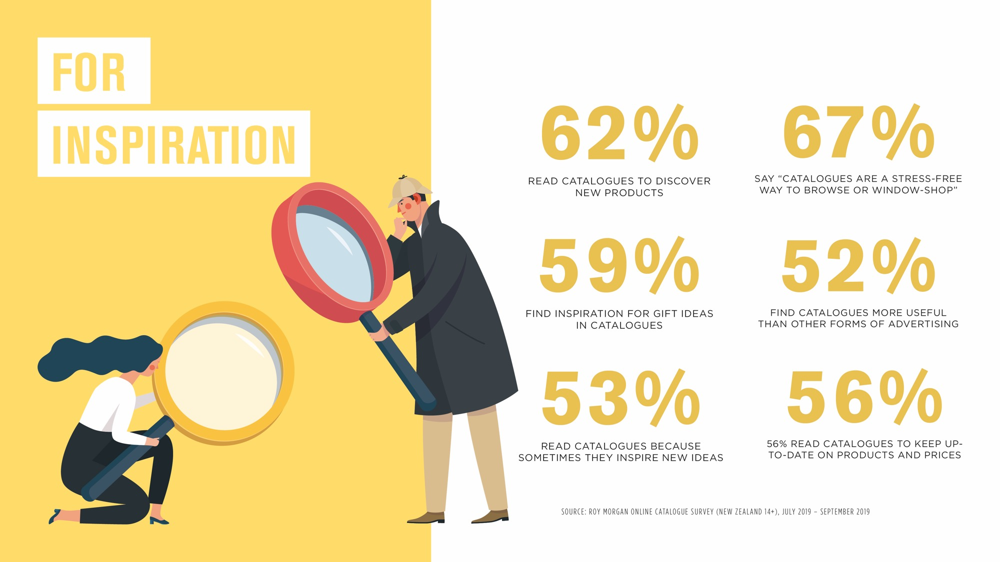 FOR
INSPIRATION
62%
READ CATALOGUES TO DISCOVER
NEW PRODUCTS
67%
SAY “CATALOGUES ARE A STRESS-FREE
WAY TO BROWSE OR WINDOW-SHOP”
59%
FIND INSPIRATION FOR GIFT IDEAS
IN CATALOGUES
52%
FIND CATALOGUES MORE USEFUL
THAN OTHER FORMS OF ADVERTISING
53%
READ CATALOGUES BECAUSE
SOMETIMES THEY INSPIRE NEW IDEAS
56%
56% READ CATALOGUES TO KEEP UP-
TO-DATE ON PRODUCTS AND PRICES
SOURCE: ROY MORGAN ONLINE CATALOGUE SURVEY (NEW ZEALAND 14+), JULY 2019 – SEPTEMBER 2019